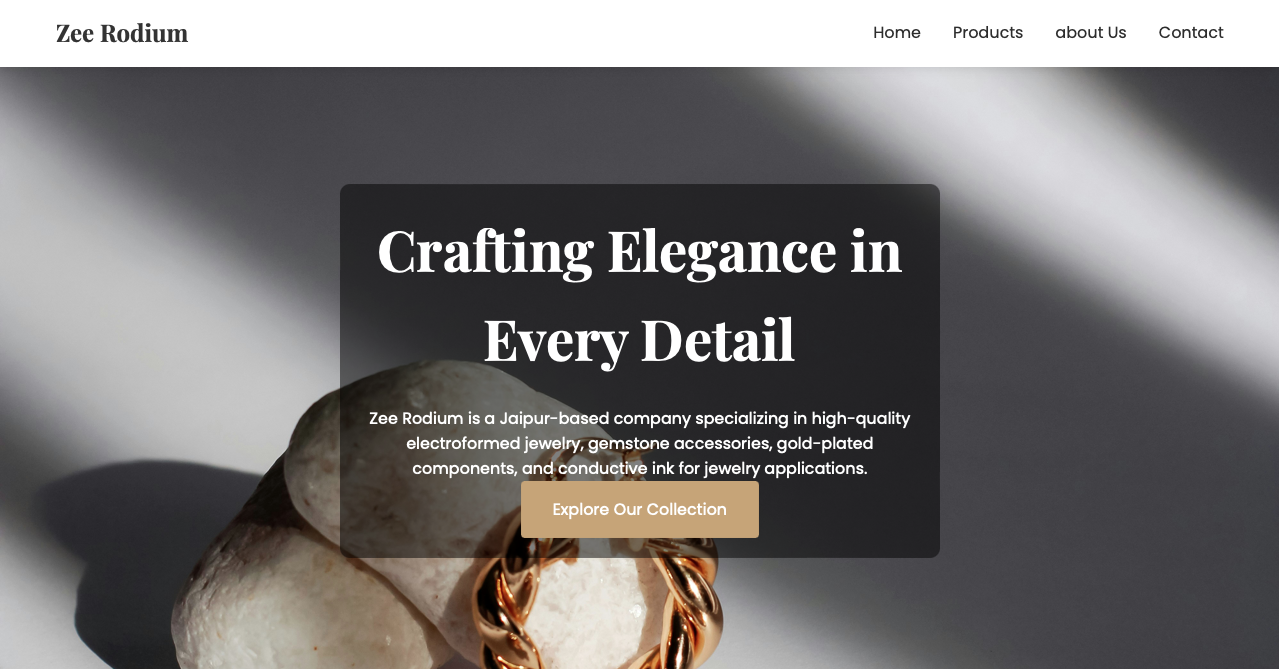 Zee Rodium
Home Products about Us Contact
Crafting Elegance in
Every Detail
Zee Rodium is a Jaipur-based company specializing in high-quality
electroformed jewelry, gemstone accessories, gold-plated
components, and conductive ink for jewelry applications.
Explore Our Collection